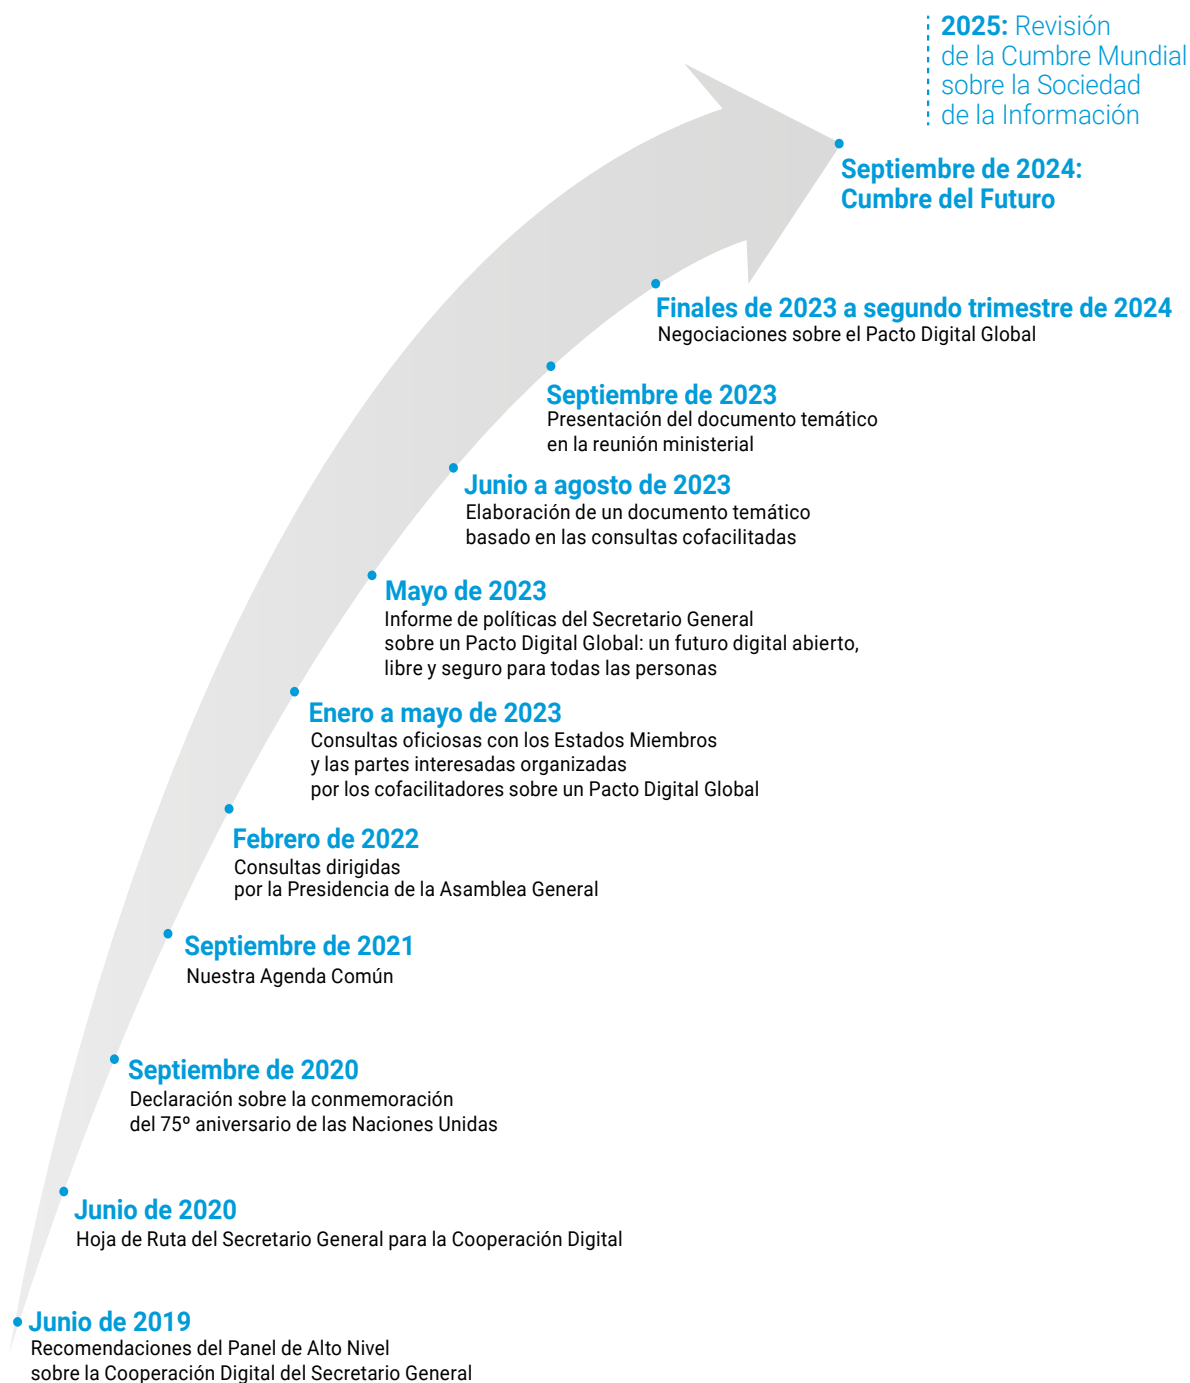 2025: Revisión
de la Cumbre Mundial
sobre la Sociedad
de la Información
Septiembre de 2024:
Cumbre del Futuro
Finales de 2023 a segundo trimestre de 2024
Negociaciones sobre el Pacto Digital Global
Septiembre de 2023
Presentación del documento temático
en la reunión ministerial
Junio a agosto de 2023
Elaboración de un documento temático
basado en las consultas cofacilitadas
Mayo de 2023
Informe de políticas del Secretario General
sobre un Pacto Digital Global: un futuro digital abierto,
libre y seguro para todas las personas
Enero a mayo de 2023
Consultas oficiosas con los Estados Miembros
y las partes interesadas organizadas
por los cofacilitadores sobre un Pacto Digital Global
Febrero de 2022
Consultas dirigidas
por la Presidencia de la Asamblea General
Septiembre de 2021
Nuestra Agenda Común
Septiembre de 2020
Declaración sobre la conmemoración
del 75º aniversario de las Naciones Unidas
Junio de 2020
Hoja de Ruta del Secretario General para la Cooperación Digital
Junio de 2019
Recomendaciones del Panel de Alto Nivel
sobre la Cooperación Digital del Secretario General